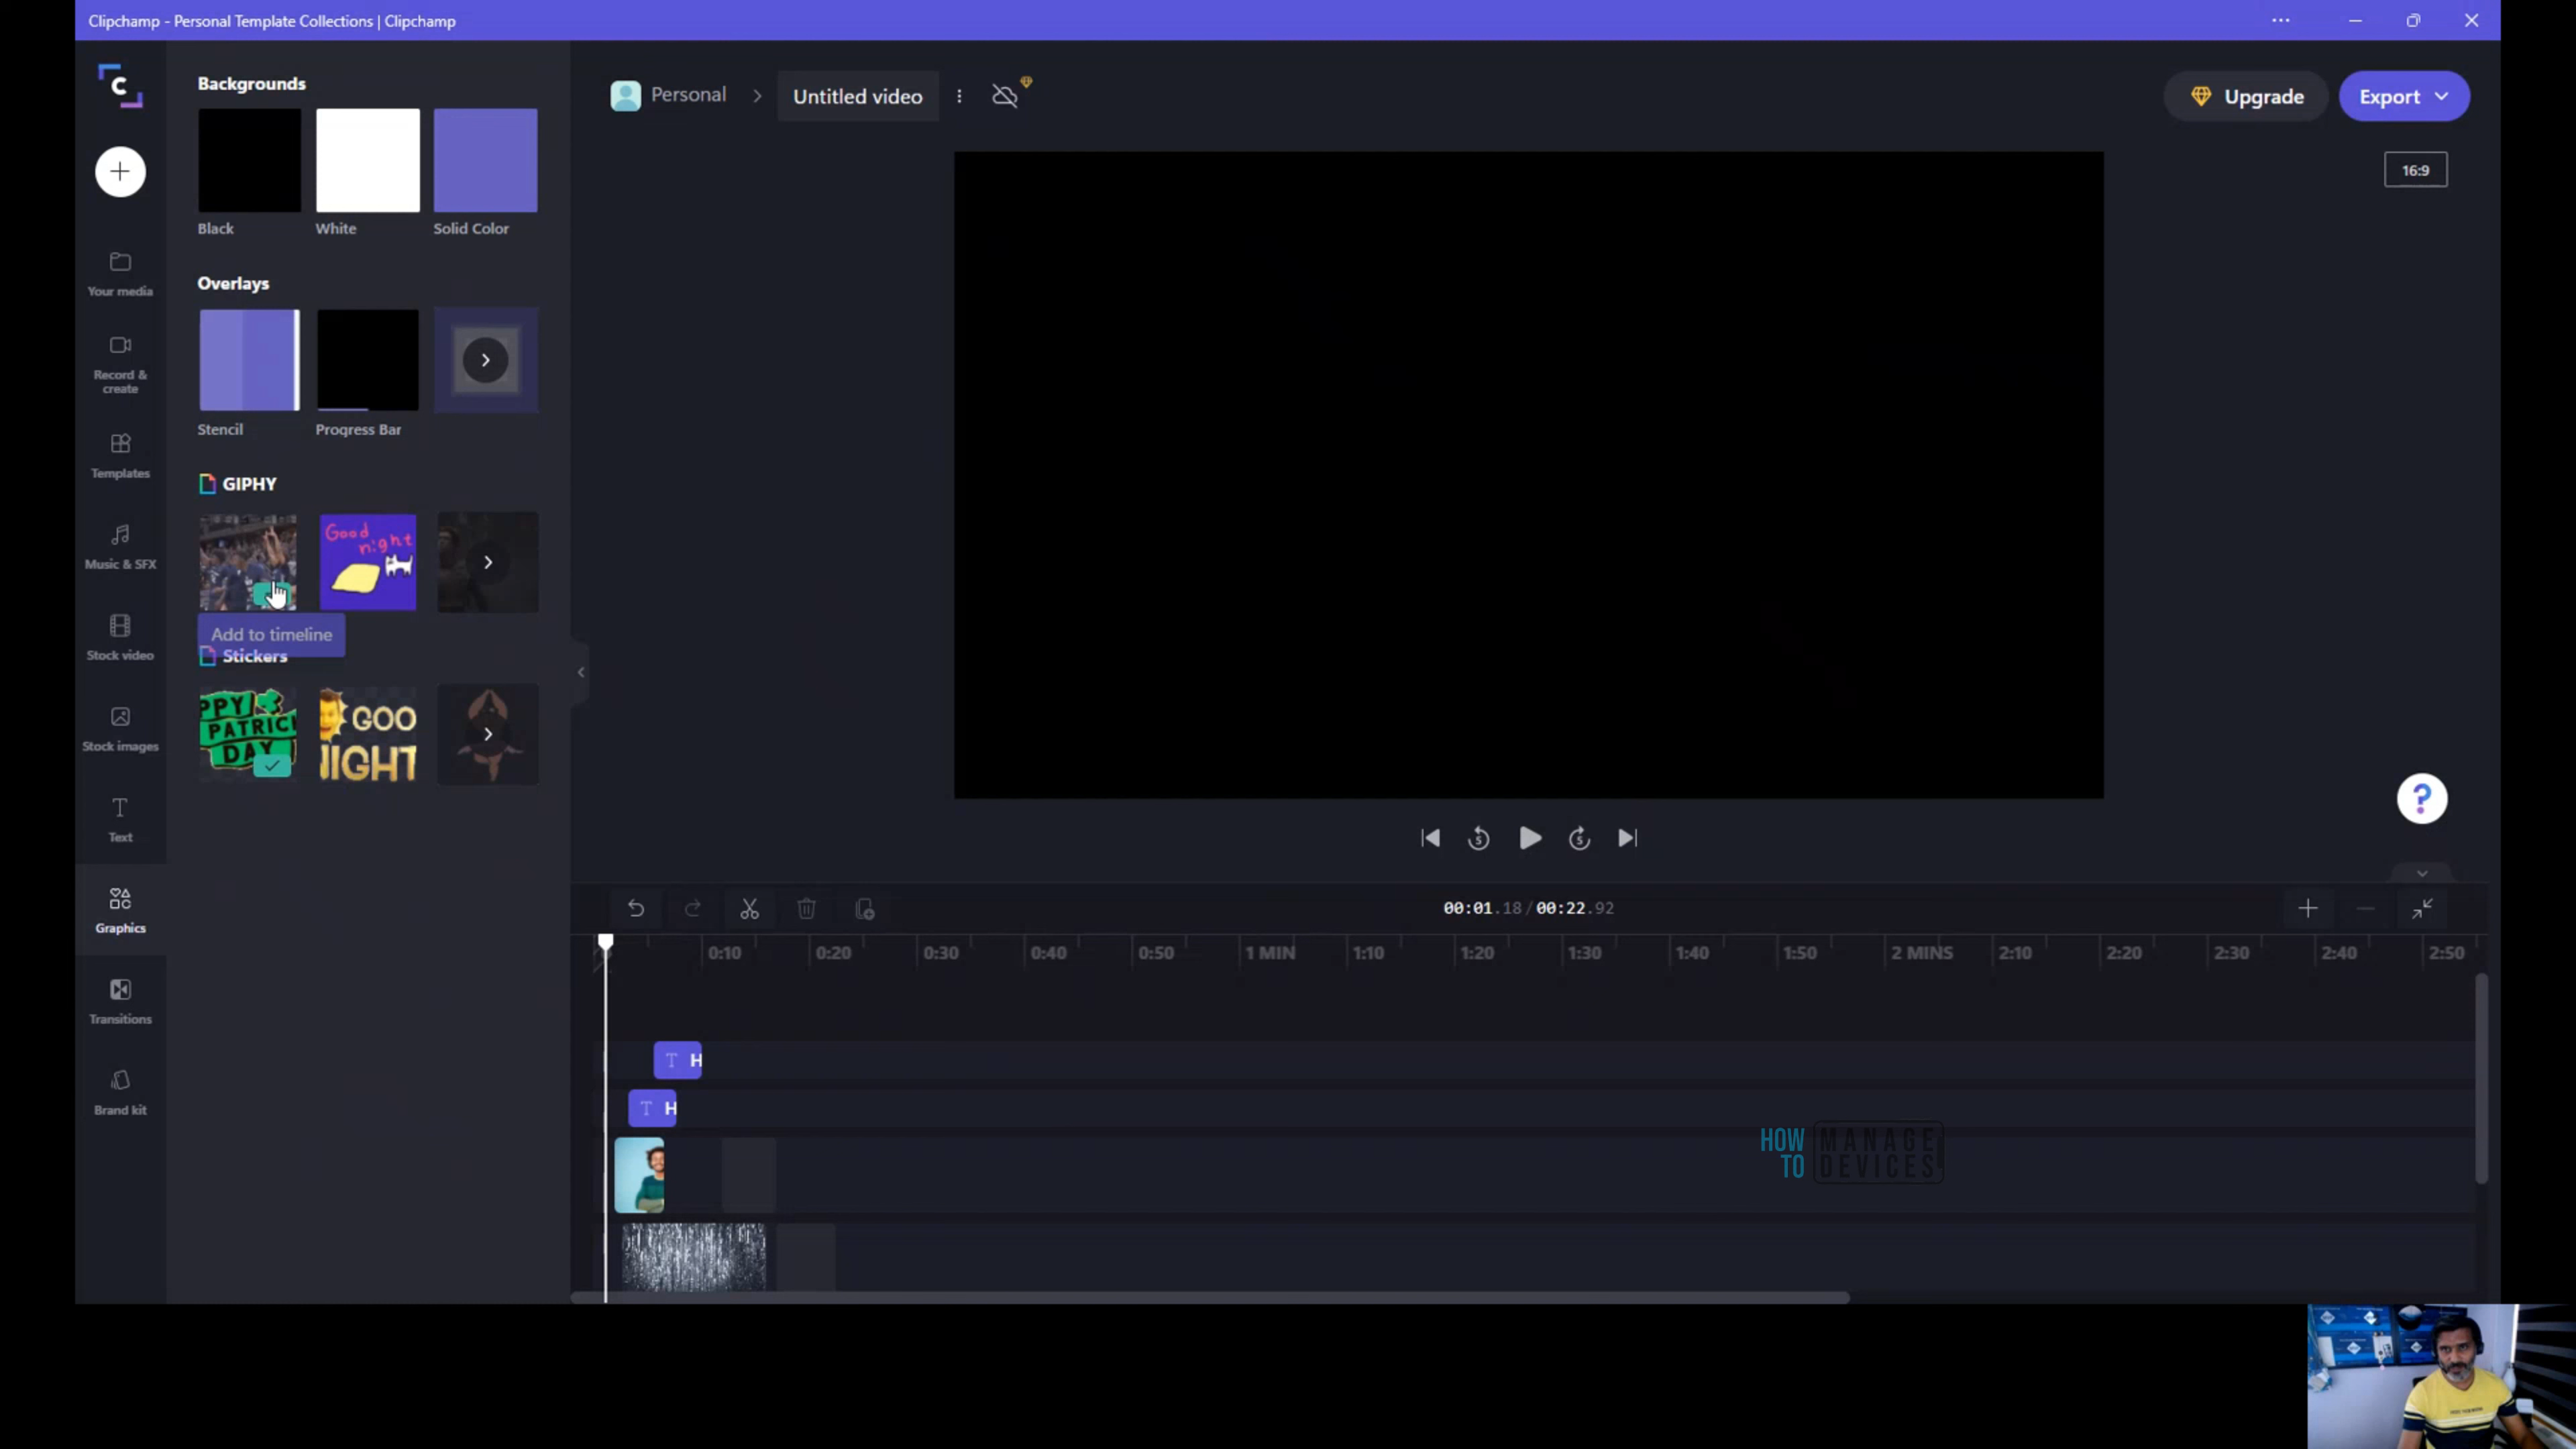 Clipchamp - Personal Template Collections | Clipchamp
C
Backgrounds
Black
White
Solid Color
Overlays
Stencil
Progress Bar
GIPHY
Good night
Add to timeline
Stickers
PPY PATRIC DAY
GOO NIGHT
Your media
Record & create
Templates
Music & SFX
Stock video
Stock images
Text
Graphics
Transitions
Brand kit
Personal
Untitled video
Upgrade
Export
16:9
5
5
?
00:01.18/00:22.92
0:10 0:20 0:30 0:40 0:50 1 MIN 1:10 1:20 1:30 1:40 1:50 2 MINS 2:10 2:20 2:30 2:40 2:50
T H
T H
HOW TO MANAGE DEVICES